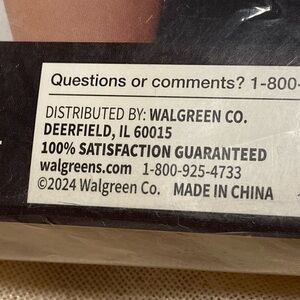 Questions or comments? 1-800-
DISTRIBUTED BY: WALGREEN CO.
DEERFIELD, IL 60015
100% SATISFACTION GUARANTEED
walgreens.com 1-800-925-4733
©2024 Walgreen Co. MADE IN CHINA